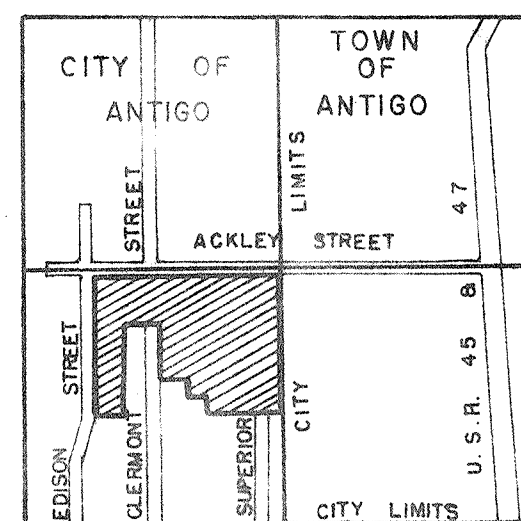 CITY OF
ANTIGO
TOWN
OF
ANTIGO
STREET
LIMITS
47
ACKLEY STREET
STREET
EDISON
CLERMONT
SUPERIOR
CITY
U.S.R. 45 &
CITY LIMITS